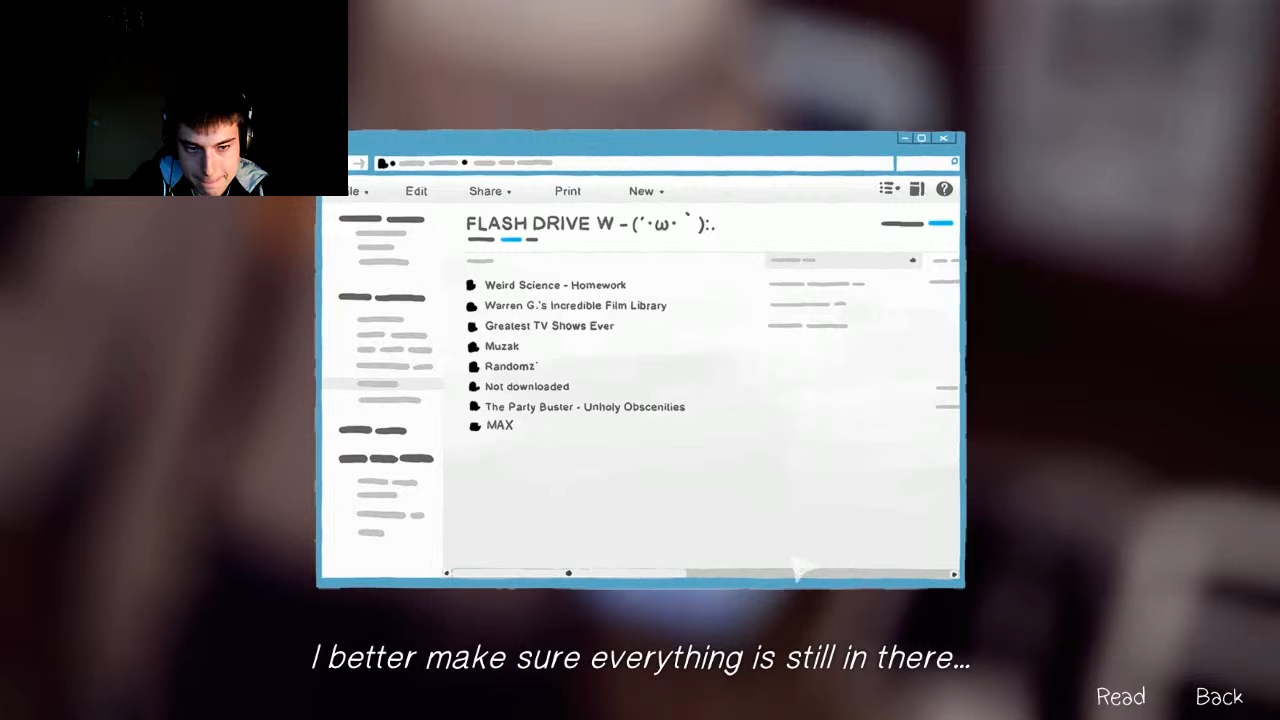 le
Edit
Share
Print
New
FLASH DRIVE W -(´･ω･`):.
Weird Science - Homework
Warren G.'s Incredible Film Library
Greatest TV Shows Ever
Muzak
Randomz'
Not downloaded
The Party Buster - Unholy Obscenities
MAX
I better make sure everything is still in there...
Read
Back